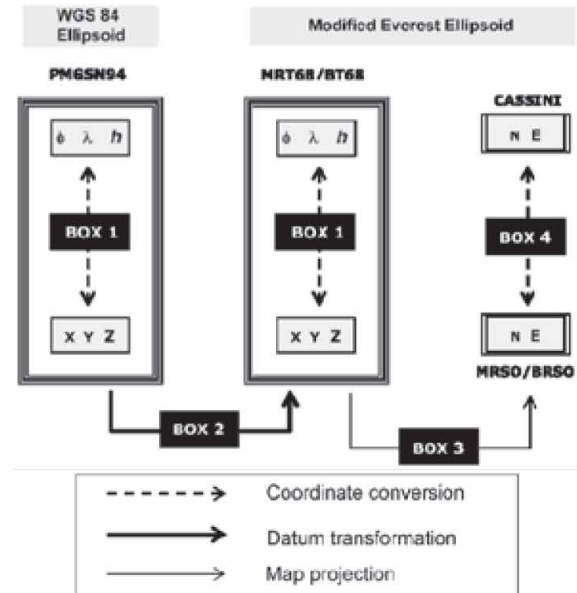 WGS 84
Ellipsoid
Modified Everest Ellipsoid
PMGSN94
MRT68/BT68
CASSINI
ϕ λ h
ϕ λ h
N E
BOX 1
BOX 1
BOX 4
X Y Z
X Y Z
N E
MRSO/BRSO
BOX 2
BOX 3
Coordinate conversion
Datum transformation
Map projection